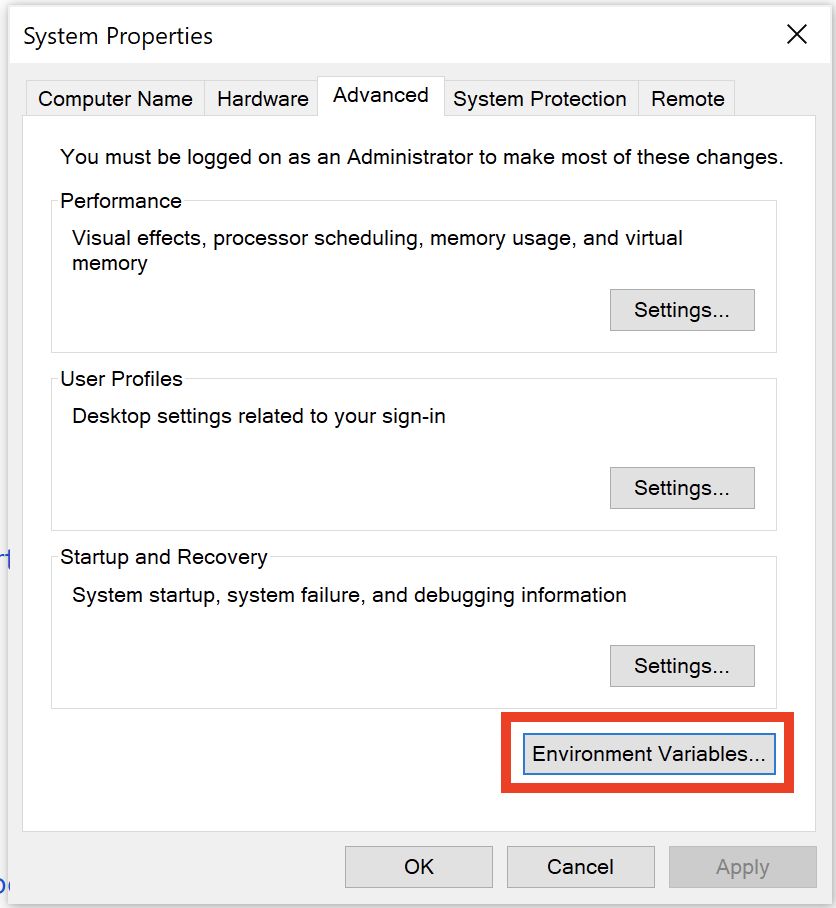 System Properties
Computer Name
Hardware
Advanced
System Protection
Remote
You must be logged on as an Administrator to make most of these changes.
Performance
Visual effects, processor scheduling, memory usage, and virtual
memory
Settings...
User Profiles
Desktop settings related to your sign-in
Settings...
Startup and Recovery
System startup, system failure, and debugging information
Settings...
Environment Variables...
OK
Cancel
Apply